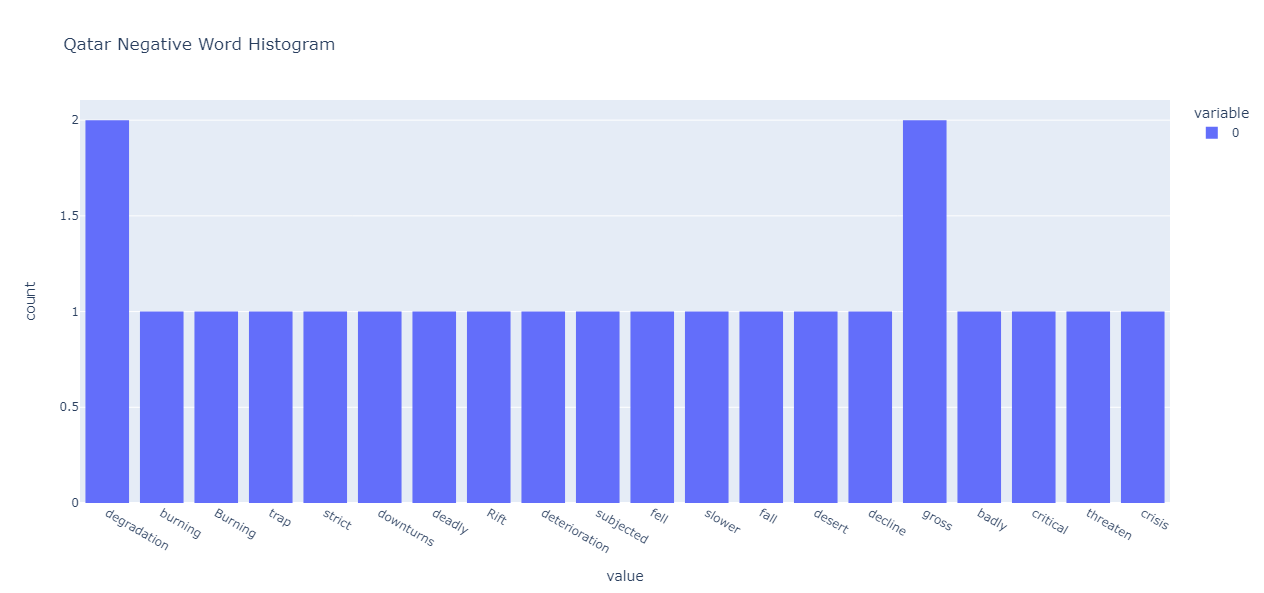 Qatar Negative Word Histogram
variable
0
2
1.5
1
0.5
0
count
degradation
burning
Burning
trap
strict
downturns
deadly
Rift
deterioration
subjected
fell
slower
fall
desert
decline
gross
badly
critical
threaten
crisis
value